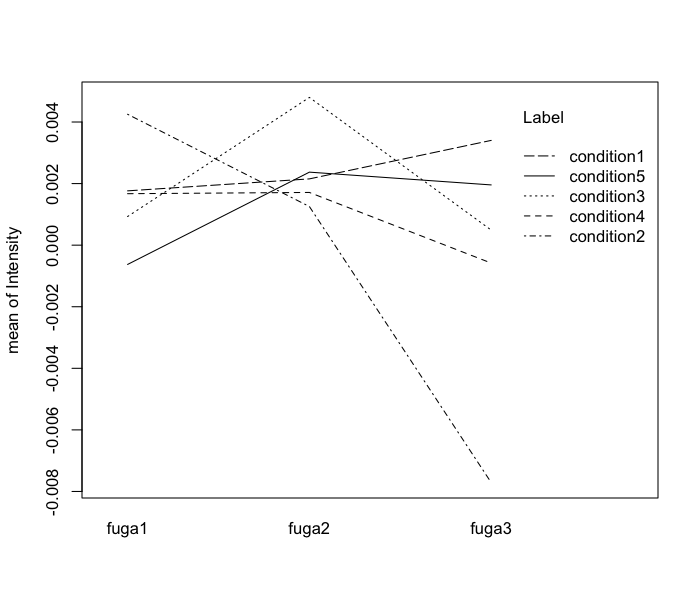 Label
condition1
condition5
condition3
condition4
condition2
mean of Intensity
0.004
0.002
0.000
-0.002
-0.004
-0.006
-0.008
fuga1 fuga2 fuga3